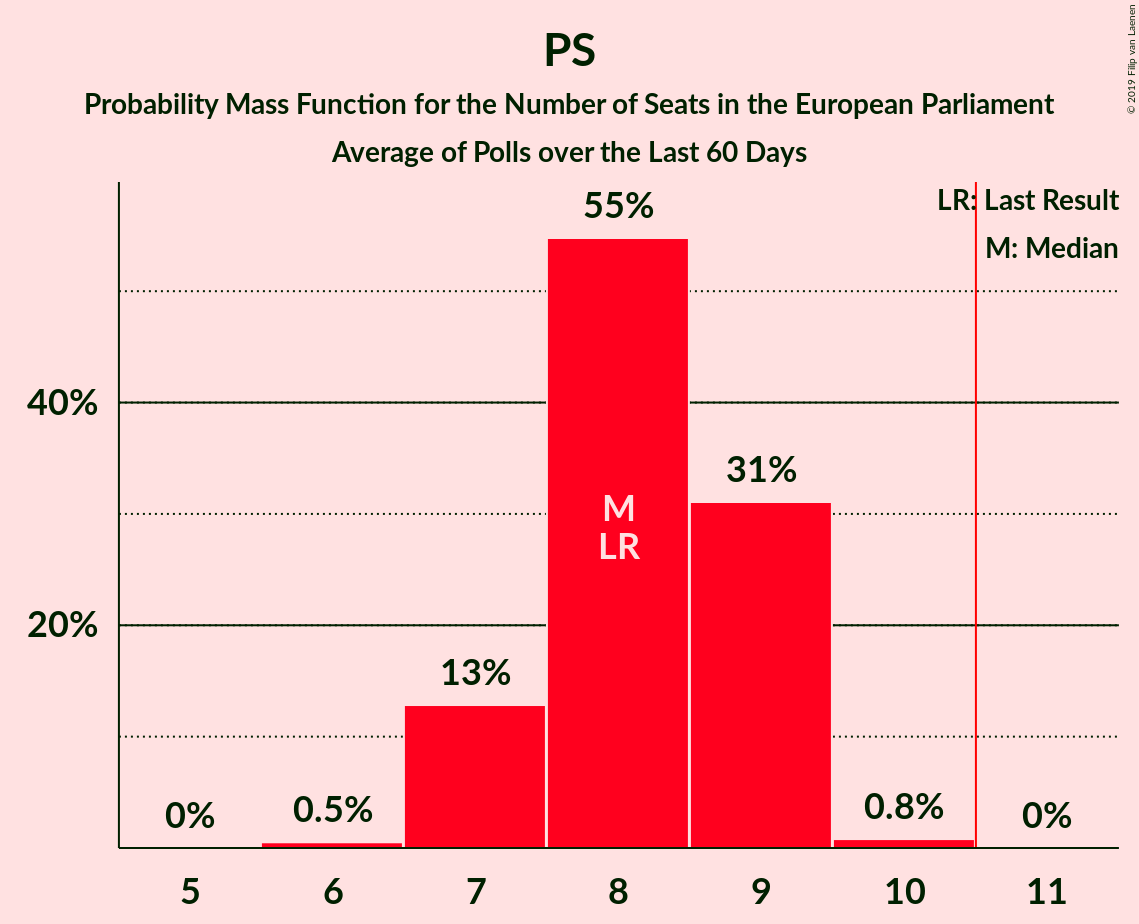 PS
Probability Mass Function for the Number of Seats in the European Parliament
Average of Polls over the Last 60 Days
© 2019 Filip van Laenen
LR: Last Result
M: Median
55%
40%
31%
M
LR
20%
13%
0%
0.5%
0.8%
0%
5 6 7 8 9 10 11